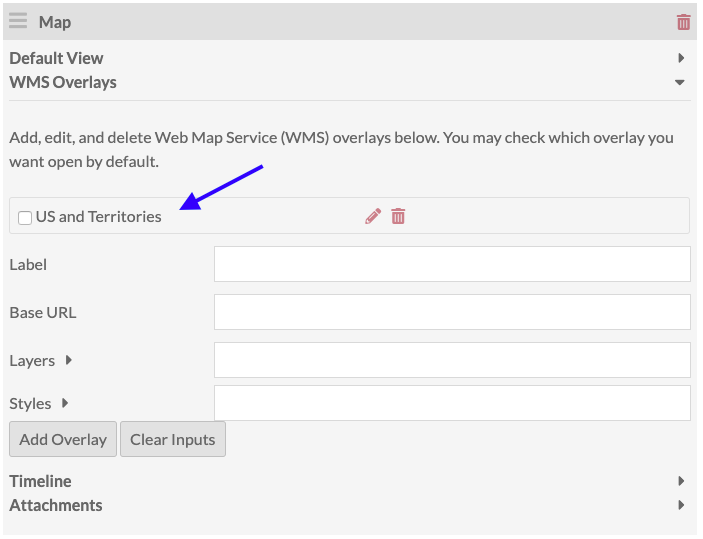 Map
Default View
WMS Overlays
Add, edit, and delete Web Map Service (WMS) overlays below. You may check which overlay you
want open by default.
US and Territories
Label
Base URL
Layers
Styles
Add Overlay Clear Inputs
Timeline
Attachments